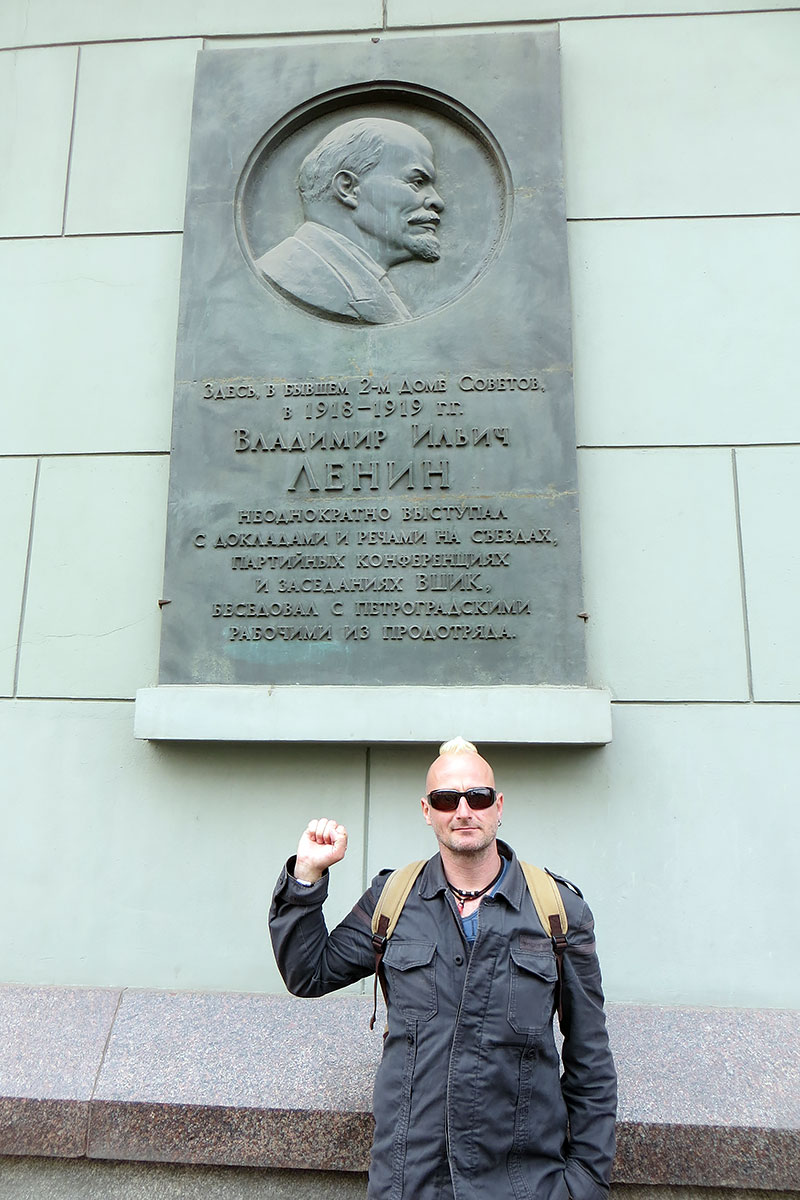 Здесь, в бывшем 2-м доме Советов,
в 1918-1919 г.г.
Владимир Ильич
ЛЕНИН
неоднократно выступал
с докладами и речами на съездах,
партийных конференциях
и заседаниях ВЦИК,
беседовал с петроградскими
рабочими из продотряда.